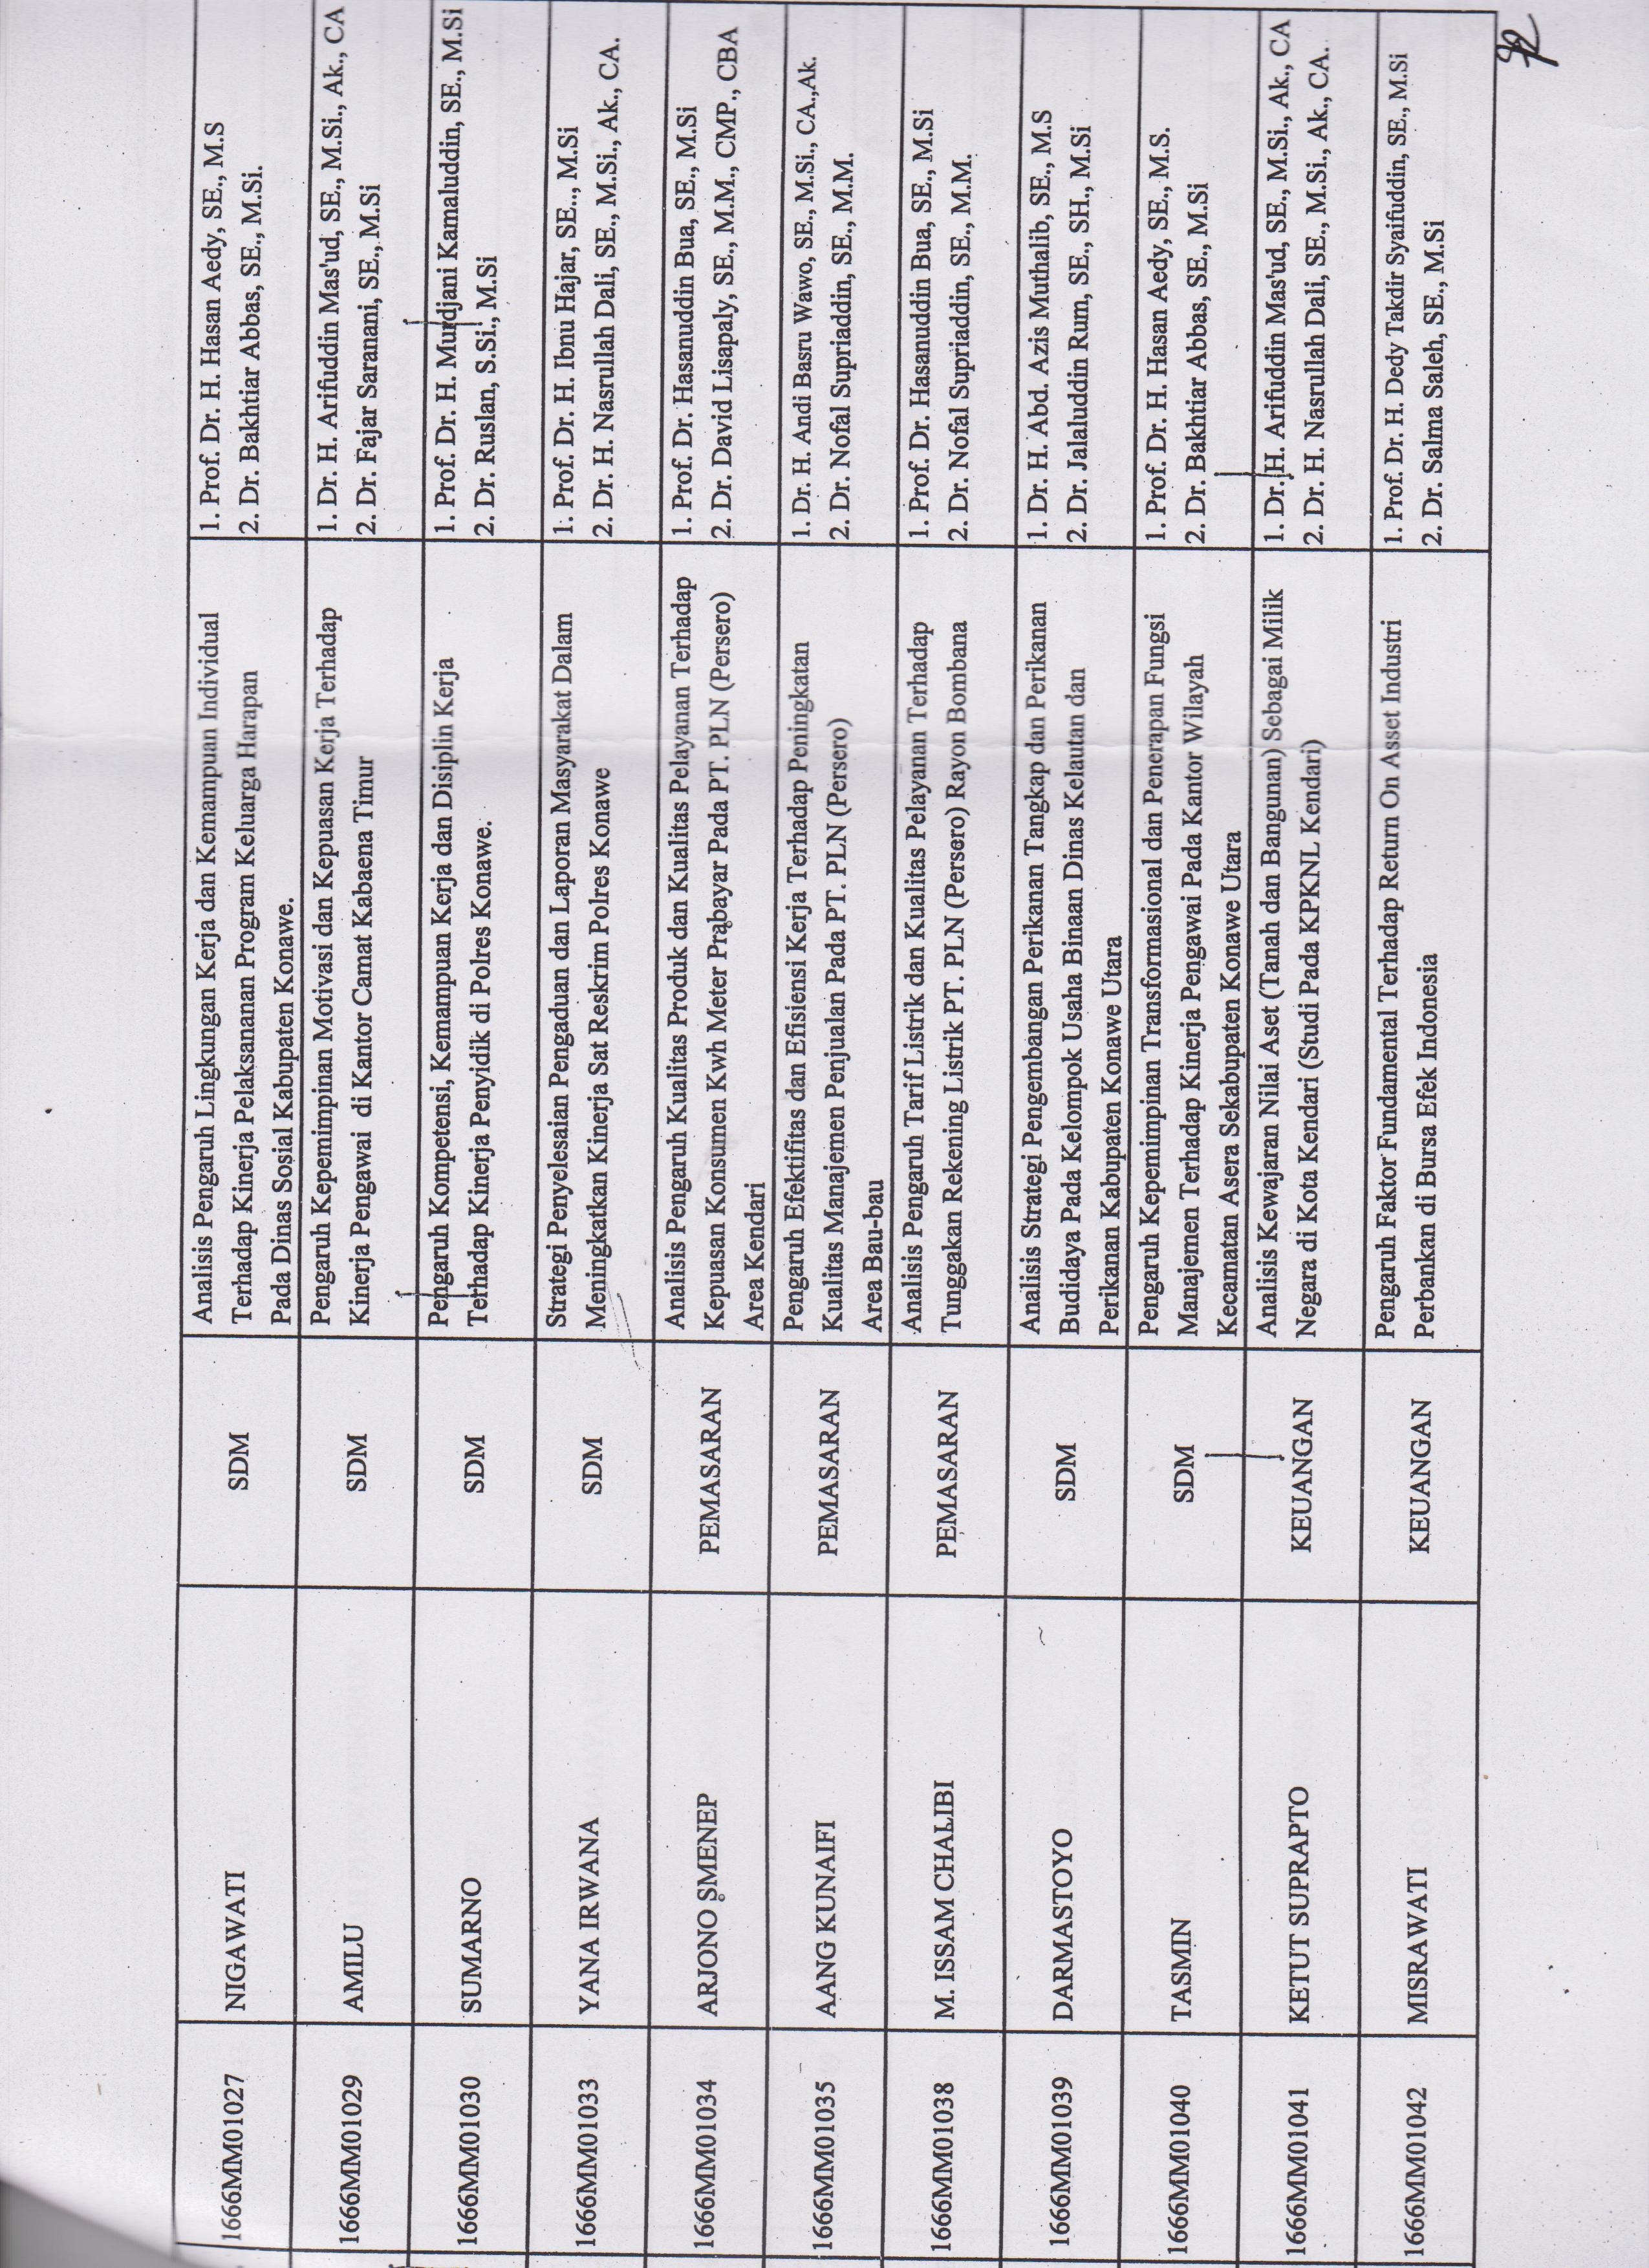 1666MM01027
NIGAWATI
SDM
Analisis Pengaruh Lingkungan Kerja dan Kemampuan Individual
Terhadap Kinerja Pelaksanaan Program Keluarga Harapan
Pada Dinas Sosial Kabupaten Konawe.
1. Prof. Dr. H. Hasan Aedy, SE., M.S
2. Dr. Bakhtiar Abbas, SE., M.Si.
1666MM01029
AMILU
SDM
Pengaruh Kepemimpinan Motivasi dan Kepuasan Kerja Terhadap
Kinerja Pengawai di Kantor Camat Kabaena Timur
1. Dr. H. Arifuddin Mas'ud, SE., M.Si., Ak., CA
2. Dr. Fajar Saranani, SE., M.Si
1666MM01030
SUMARNO
SDM
Pengaruh Kompetensi, Kemampuan Kerja dan Disiplin Kerja
Terhadap Kinerja Penyidik di Polres Konawe.
1. Prof. Dr. H. Murdjani Kamaluddin, SE., M.Si
2. Dr. Ruslan, S.Si., M.Si
1666MM01033
YANA IRWANA
SDM
Strategi Penyelesaian Pengaduan dan Laporan Masyarakat Dalam
Meningkatkan Kinerja Sat Reskrim Polres Konawe
1. Prof. Dr. H. Ibnu Hajar, SE.., M.Si
2. Dr. H. Nasrullah Dali, SE., M.Si., Ak., CA.
1666MM01034
ARJONO SMENEP
PEMASARAN
Analisis Pengaruh Kualitas Produk dan Kualitas Pelayanan Terhadap
Kepuasan Konsumen Kwh Meter Prabayar Pada PT. PLN (Persero)
Area Kendari
1. Prof. Dr. Hasanuddin Bua, SE., M.Si
2. Dr. David Lisapaly, SE., M.M., CMP., CBA
1666MM01035
AANG KUNAIFI
PEMASARAN
Pengaruh Efektifitas dan Efisiensi Kerja Terhadap Peningkatan
Kualitas Manajemen Penjualan Pada PT. PLN (Persero)
Area Bau-bau
1. Dr. H. Andi Basru Wawo, SE., M.Si., CA.,Ak.
2. Dr. Nofal Supriaddin, SE., M.M.
1666MM01038
M. ISSAM CHALIBI
PEMASARAN
Analisis Pengaruh Tarif Listrik dan Kualitas Pelayanan Terhadap
Tunggakan Rekening Listrik PT. PLN (Persero) Rayon Bombana
1. Prof. Dr. Hasanuddin Bua, SE., M.Si
2. Dr. Nofal Supriaddin, SE., M.M.
1666MM01039
DARMASTOYO
SDM
Analisis Strategi Pengembangan Perikanan Tangkap dan Perikanan
Budidaya Pada Kelompok Usaha Binaan Dinas Kelautan dan
Perikanan Kabupaten Konawe Utara
1. Dr. H. Abd. Azis Muthalib, SE., M.S
2. Dr. Jalaluddin Rum, SE., SH., M.Si
1666MM01040
TASMIN
SDM
Pengaruh Kepemimpinan Transformasional dan Penerapan Fungsi
Manajemen Terhadap Kinerja Pengawai Pada Kantor Wilayah
Kecamatan Asera Sekabupaten Konawe Utara
1. Prof. Dr. H. Hasan Aedy, SE., M.S.
2. Dr. Bakhtiar Abbas, SE., M.Si
1666MM01041
KETUT SUPRAPTO
KEUANGAN
Analisis Kewajaran Nilai Aset (Tanah dan Bangunan) Sebagai Milik
Negara di Kota Kendari (Studi Pada KPKNL Kendari)
1. Dr. H. Arifuddin Mas'ud, SE., M.Si., Ak., CA
2. Dr. H. Nasrullah Dali, SE., M.Si., Ak., CA.
1666MM01042
MISRAWATI
KEUANGAN
Pengaruh Faktor Fundamental Terhadap Return On Asset Industri
Perbankan di Bursa Efek Indonesia
1. Prof. Dr. H. Dedy Takdir Syaifuddin, SE., M.Si
2. Dr. Salma Saleh, SE., M.Si